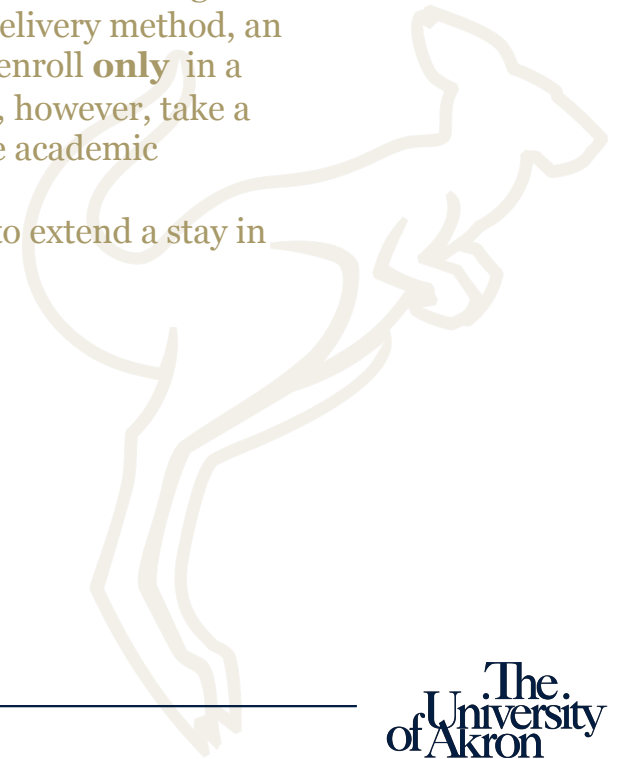 elivery method, an
enroll only in a
, however, take a
e academic
to extend a stay in
The
University
of Akron